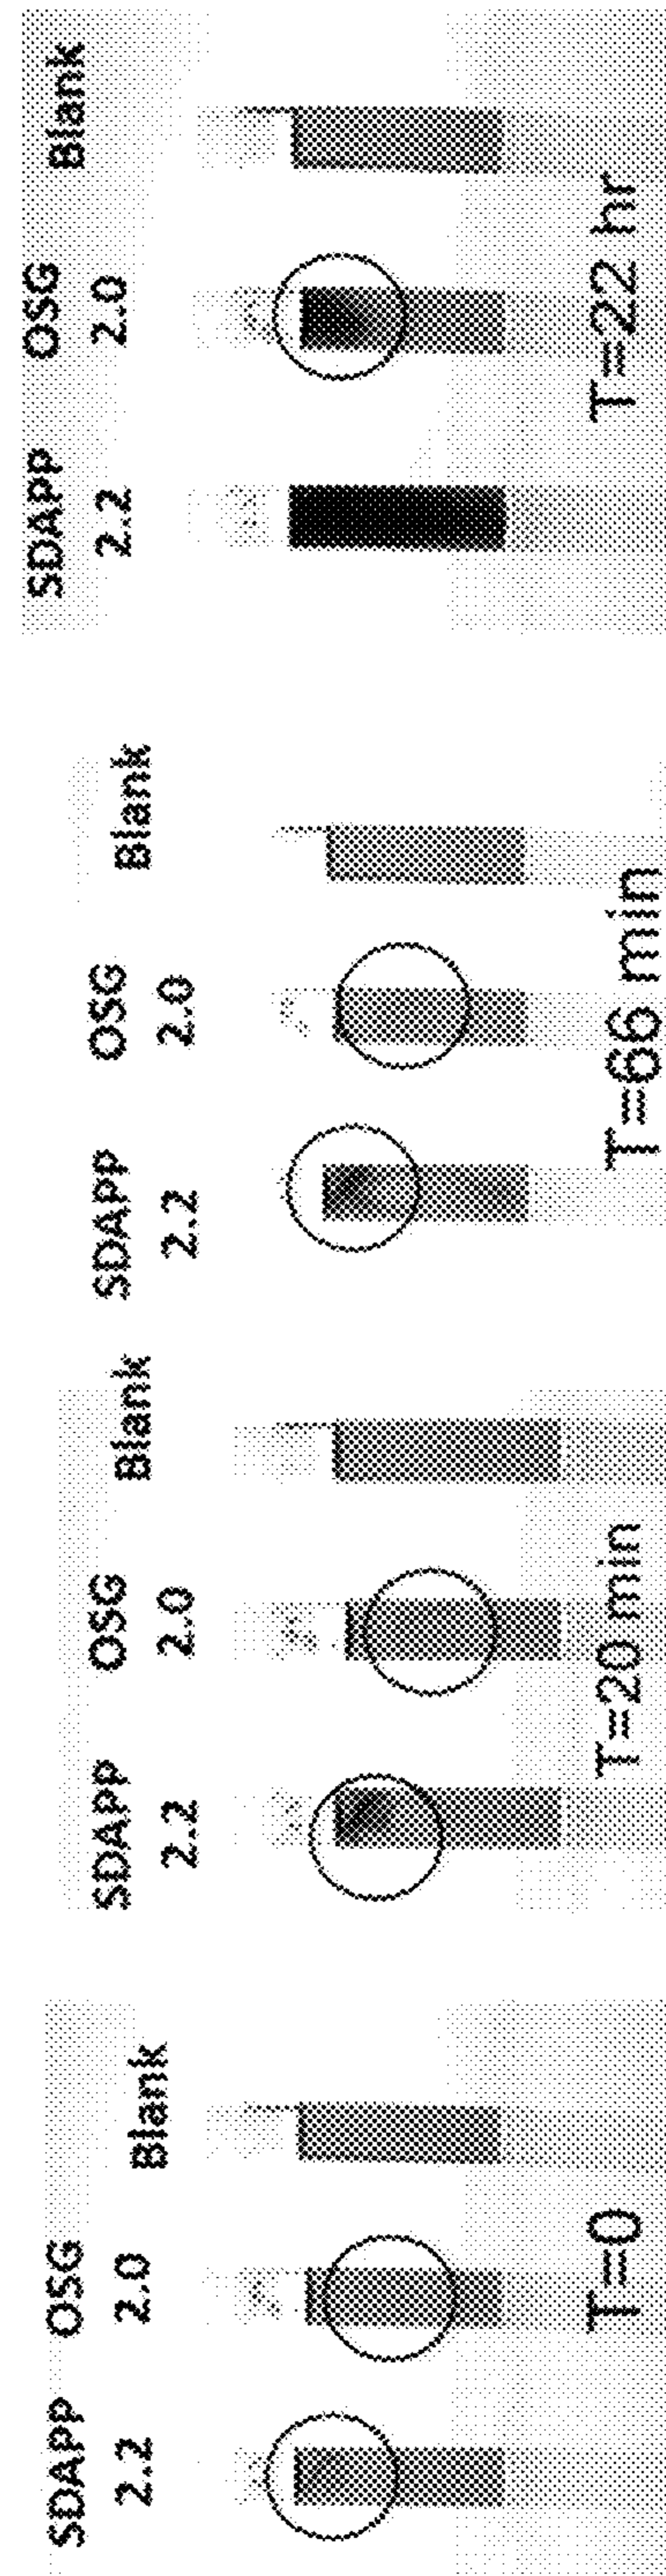 SDAPP OSG
2.2 2.0 Blank
T=0
SDAPP OSG Blank
2.2 2.0
T=20 min
SDAPP OSG Blank
2.2 2.0
T=66 min
SDAPP OSG Blank
2.2 2.0
T=22 hr